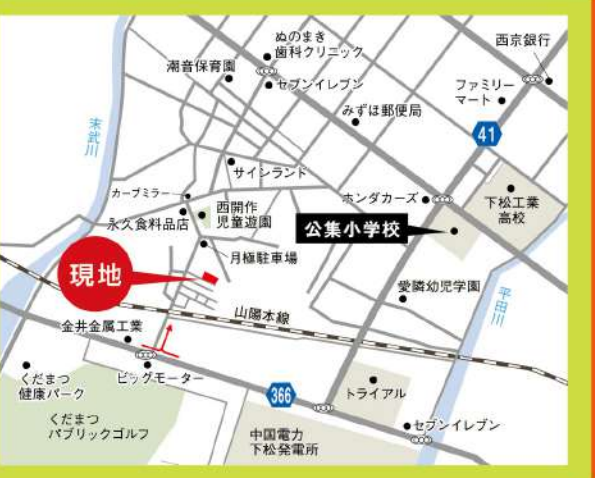 ぬのまき
歯科クリニック
西京銀行
潮音保育園
セブンイレブン
ファミリー
マート
みずほ郵便局
41
末武川
サインランド
カーブミラー
ホンダカーズ
下松工業
高校
永久食料品店
西開作
児童遊園
公集小学校
月極駐車場
現地
愛隣幼児学園
平田川
山陽本線
金井金属工業
くだまつ
健康パーク
ビッグモーター
366
トライアル
くだまつ
パブリックゴルフ
中国電力
下松発電所
セブンイレブン